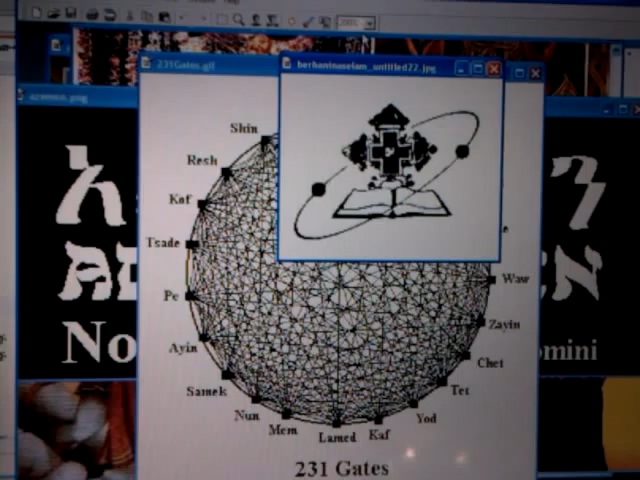 231Gates.gif
berhaninaselam_untitled22.jpg
Shin
Resh
Kaf
Tsade
Pe
Ayin
Samek
Nun
Mem
Lamed
Kaf
Yod
Tet
Chet
Zayin
Waw
231 Gates
አ
ን
No
omini